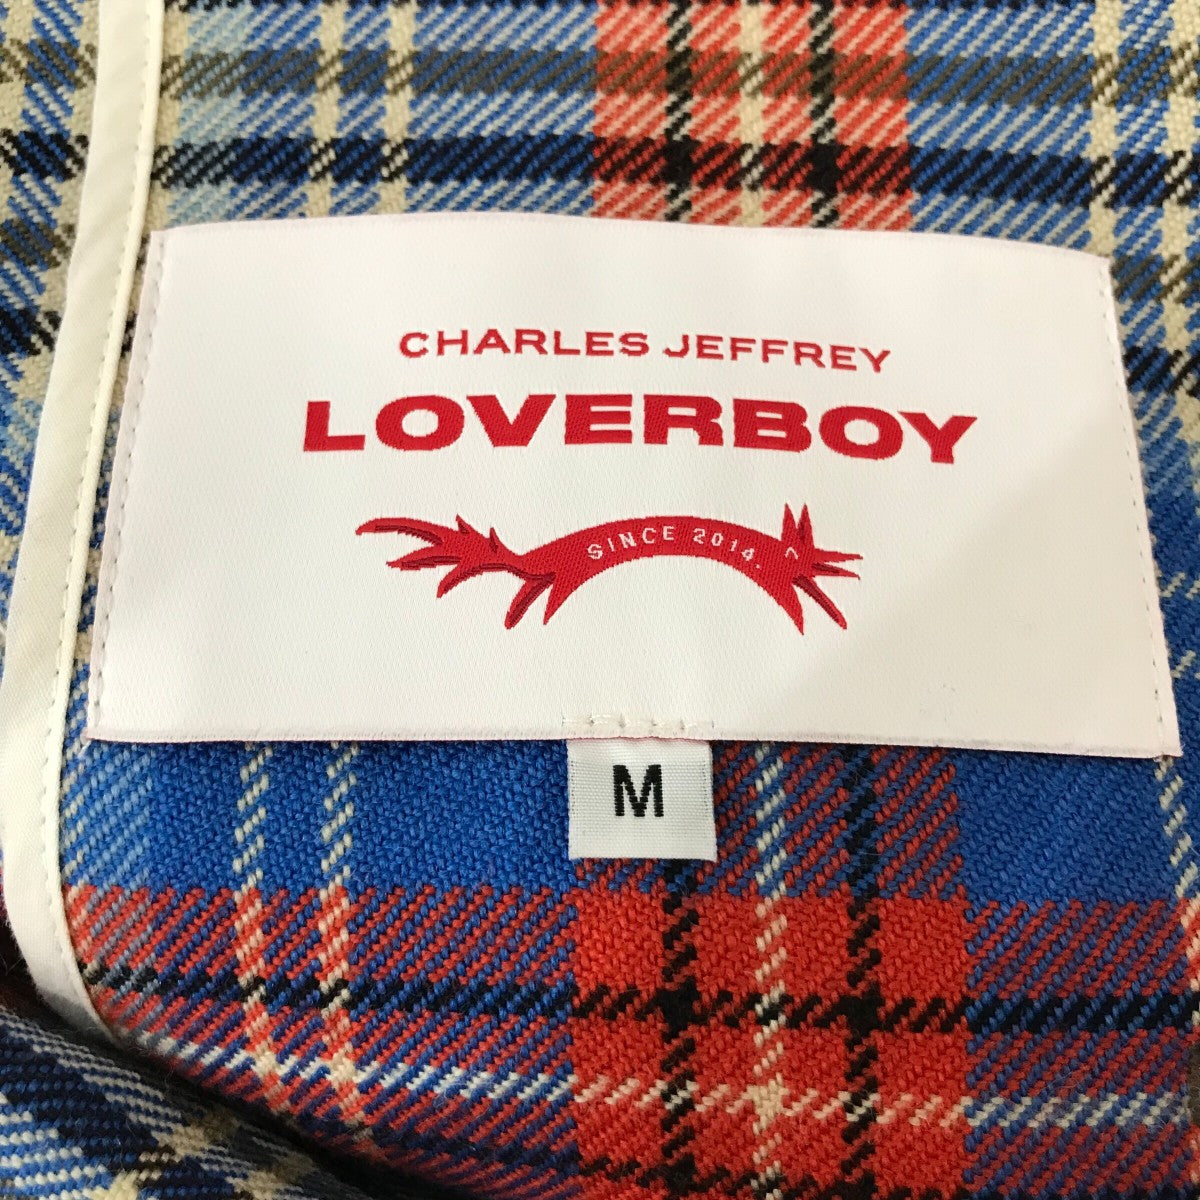 CHARLES JEFFREY
LOVERBOY
SINCE 2014.
M